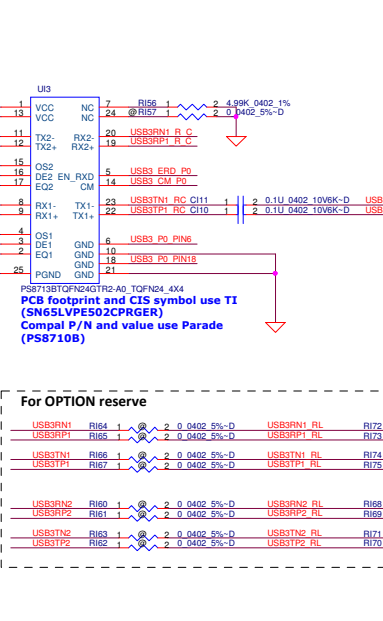 UI3
1 VCC NC 7 RI56 1 2 4.99K_0402_1%
13 VCC NC 24 @RI57 1 2 0_0402_5%~D
11 TX2- RX2- 20 USB3RN1_R_C
12 TX2+ RX2+ 19 USB3RP1_R_C
15 OS2
16 DE2 EN_RXD 5 USB3_ERD_P0
17 EQ2 CM 14 USB3_CM_P0
8 RX1- TX1- 23 USB3TN1_RC CI11 1 2 0.1U_0402_10V6K~D USB
9 RX1+ TX1+ 22 USB3TP1_RC CI10 1 2 0.1U_0402_10V6K~D USB
4 OS1
3 DE1 GND 6 USB3_P0_PIN6
2 EQ1 GND 10
GND 18 USB3_P0_PIN18
25 PGND GND 21
PS8713BTQFN24GTR2-A0_TQFN24_4X4
PCB footprint and CIS symbol use TI
(SN65LVPE502CPRGER)
Compal P/N and value use Parade
(PS8710B)
For OPTION reserve
USB3RN1 RI64 1 @ 2 0_0402_5%~D USB3RN1_RL RI72
USB3RP1 RI65 1 @ 2 0_0402_5%~D USB3RP1_RL RI73
USB3TN1 RI66 1 @ 2 0_0402_5%~D USB3TN1_RL RI74
USB3TP1 RI67 1 @ 2 0_0402_5%~D USB3TP1_RL RI75
USB3RN2 RI60 1 @ 2 0_0402_5%~D USB3RN2_RL RI68
USB3RP2 RI61 1 @ 2 0_0402_5%~D USB3RP2_RL RI69
USB3TN2 RI63 1 @ 2 0_0402_5%~D USB3TN2_RL RI71
USB3TP2 RI62 1 @ 2 0_0402_5%~D USB3TP2_RL RI70